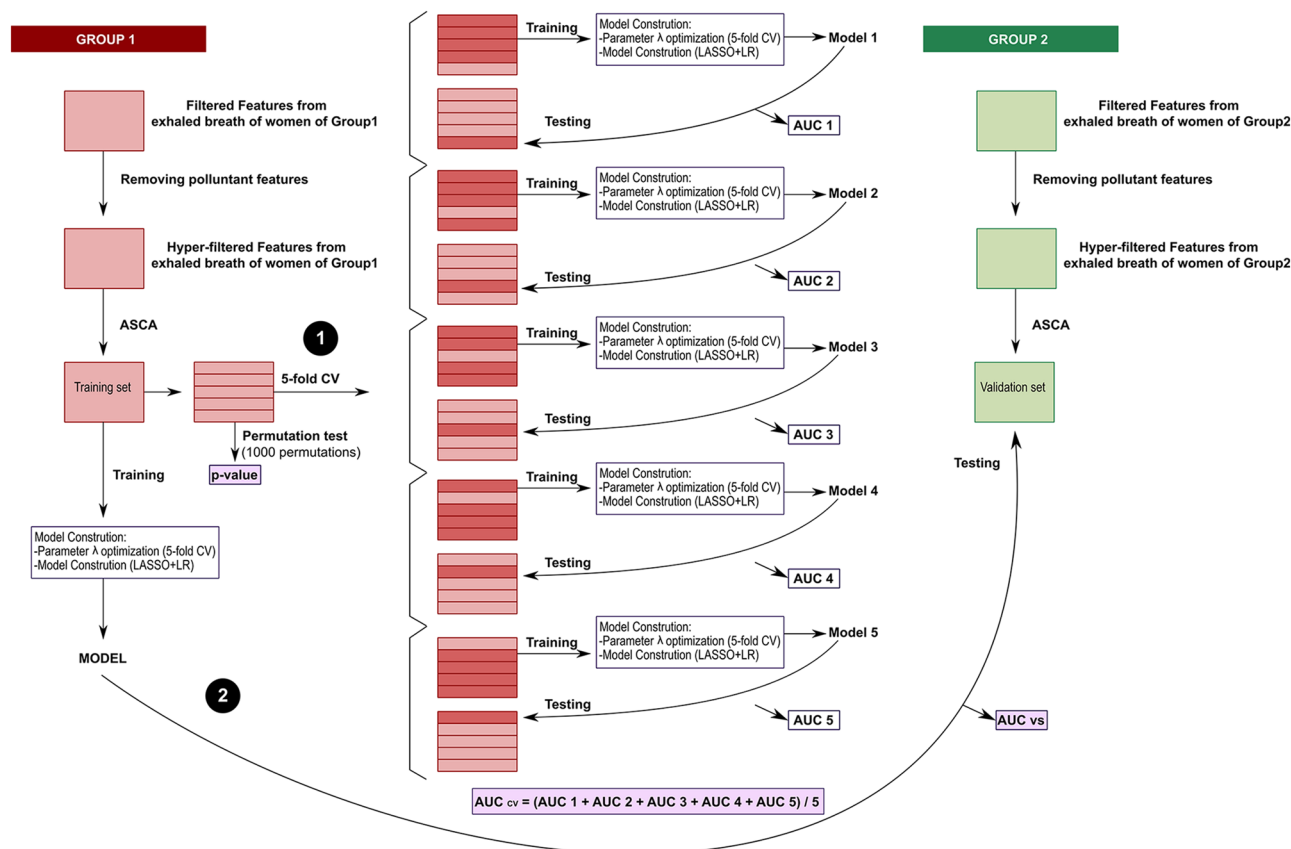 GROUP 1
Filtered Features from
exhaled breath of women of Group1
Removing polluntant features
Hyper-filtered Features from
exhaled breath of women of Group1
ASCA
1
Training set
5-fold CV
Permutation test
(1000 permutations)
p-value
Training
Model Constrution:
-Parameter λ optimization (5-fold CV)
-Model Constrution (LASSO+LR)
MODEL
2
Training
Model Constrution:
-Parameter λ optimization (5-fold CV)
-Model Constrution (LASSO+LR)
Model 1
Testing
AUC 1
Training
Model Constrution:
-Parameter λ optimization (5-fold CV)
-Model Constrution (LASSO+LR)
Model 2
Testing
AUC 2
Training
Model Constrution:
-Parameter λ optimization (5-fold CV)
-Model Constrution (LASSO+LR)
Model 3
Testing
AUC 3
Training
Model Constrution:
-Parameter λ optimization (5-fold CV)
-Model Constrution (LASSO+LR)
Model 4
Testing
AUC 4
Training
Model Constrution:
-Parameter λ optimization (5-fold CV)
-Model Constrution (LASSO+LR)
Model 5
Testing
AUC 5
AUC cv = (AUC 1 + AUC 2 + AUC 3 + AUC 4 + AUC 5) / 5
GROUP 2
Filtered Features from
exhaled breath of women of Group2
Removing pollutant features
Hyper-filtered Features from
exhaled breath of women of Group2
ASCA
Validation set
Testing
AUC vs